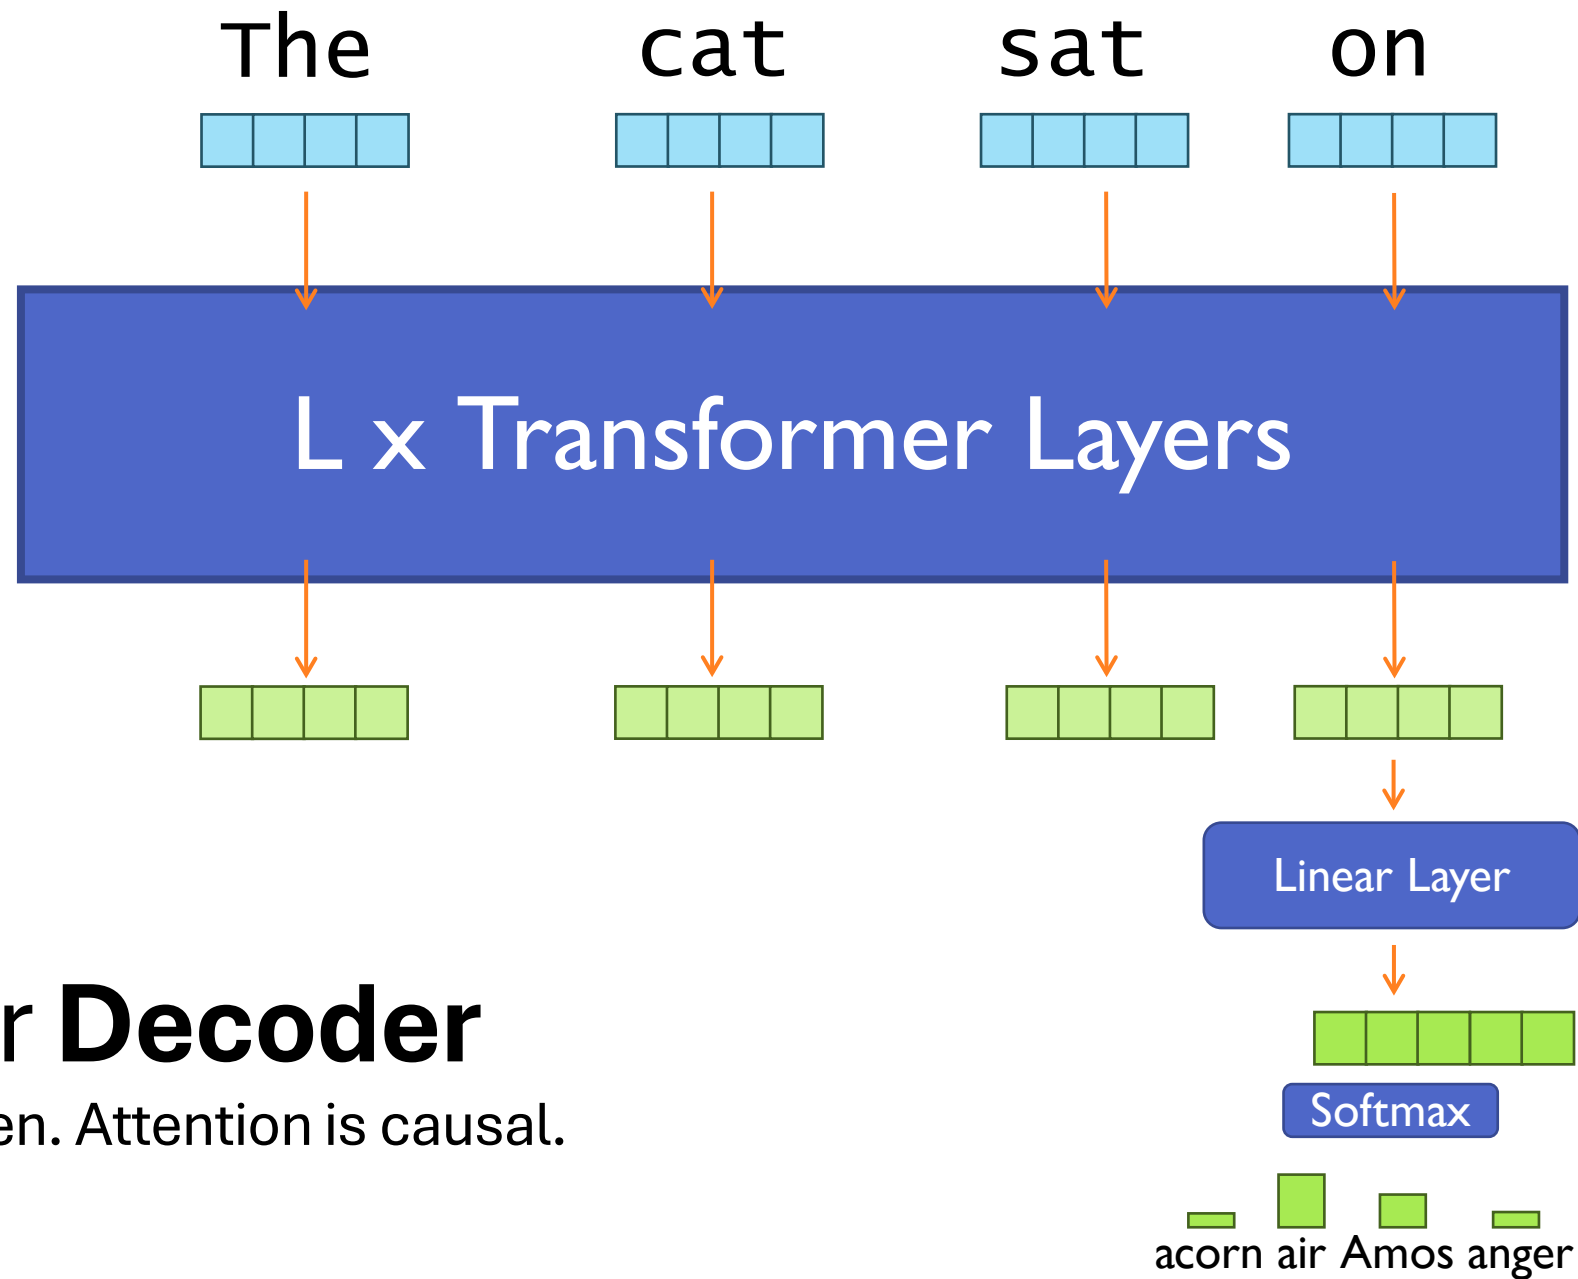 The cat sat on
L x Transformer Layers
Linear Layer
r Decoder
en. Attention is causal.
Softmax
acorn air Amos anger